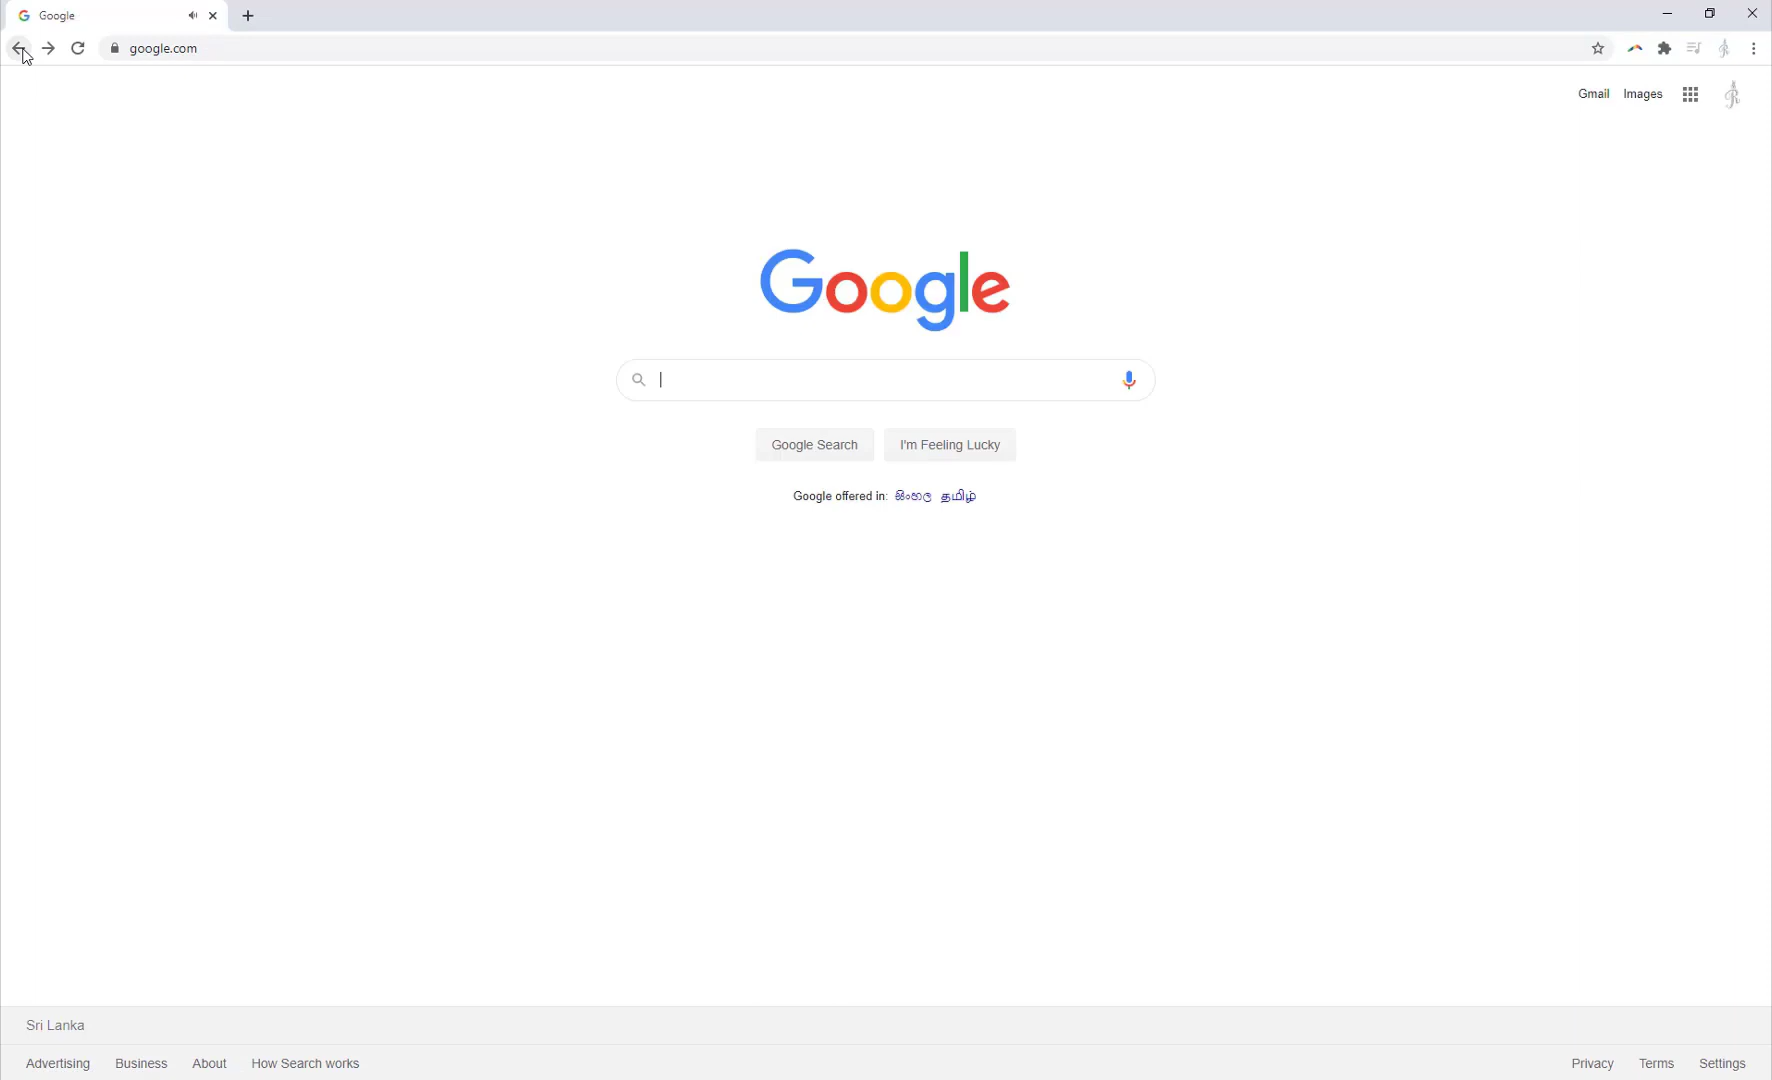 Google
google.com
Gmail Images
Google
Google Search I'm Feeling Lucky
Google offered in: සිංහල தமிழ்
Sri Lanka
Advertising Business About How Search works Privacy Terms Settings